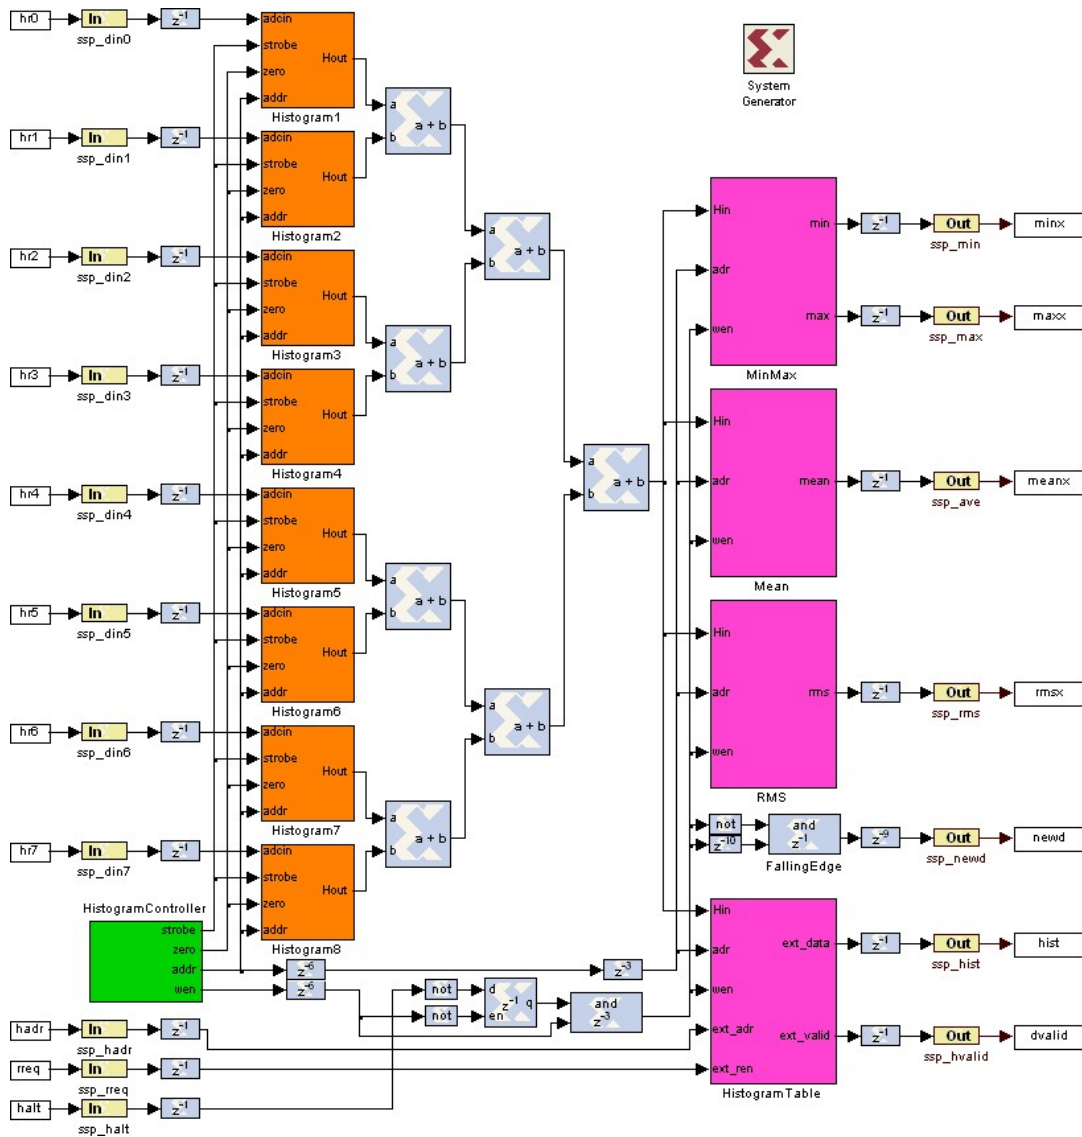 hr0
In
z-1
ssp_din0
adcin
strobe
zero
addr
Hout
Histogram1
a
b
a + b
System
Generator
hr1
In
z-1
ssp_din1
adcin
strobe
zero
addr
Hout
Histogram2
hr2
In
z-1
ssp_din2
adcin
strobe
zero
addr
Hout
Histogram3
a
b
a + b
a
b
a + b
hr3
In
z-1
ssp_din3
adcin
strobe
zero
addr
Hout
Histogram4
hr4
In
z-1
ssp_din4
adcin
strobe
zero
addr
Hout
Histogram5
a
b
a + b
a
b
a + b
hr5
In
z-1
ssp_din5
adcin
strobe
zero
addr
Hout
Histogram6
hr6
In
z-1
ssp_din6
adcin
strobe
zero
addr
Hout
Histogram7
a
b
a + b
a
b
a + b
hr7
In
z-1
ssp_din7
adcin
strobe
zero
addr
Hout
Histogram8
HistogramController
strobe
zero
addr
wen
z-6
z-6
z-3
not
not
d
en
z-1 q
and
z-3
hadr
In
z-1
ssp_hadr
rreq
In
z-1
ssp_rreq
halt
In
z-1
ssp_halt
Hin
adr
wen
min
max
MinMax
z-1
Out
ssp_min
minx
z-1
Out
ssp_max
maxx
Hin
adr
wen
mean
Mean
z-1
Out
ssp_ave
meanx
Hin
adr
wen
rms
RMS
z-1
Out
ssp_rms
rmsx
not
z-10
and
z-1
FallingEdge
z-9
Out
ssp_newd
newd
Hin
adr
wen
ext_adr
ext_ren
ext_data
ext_valid
HistogramTable
z-1
Out
ssp_hist
hist
z-1
Out
ssp_hvalid
dvalid